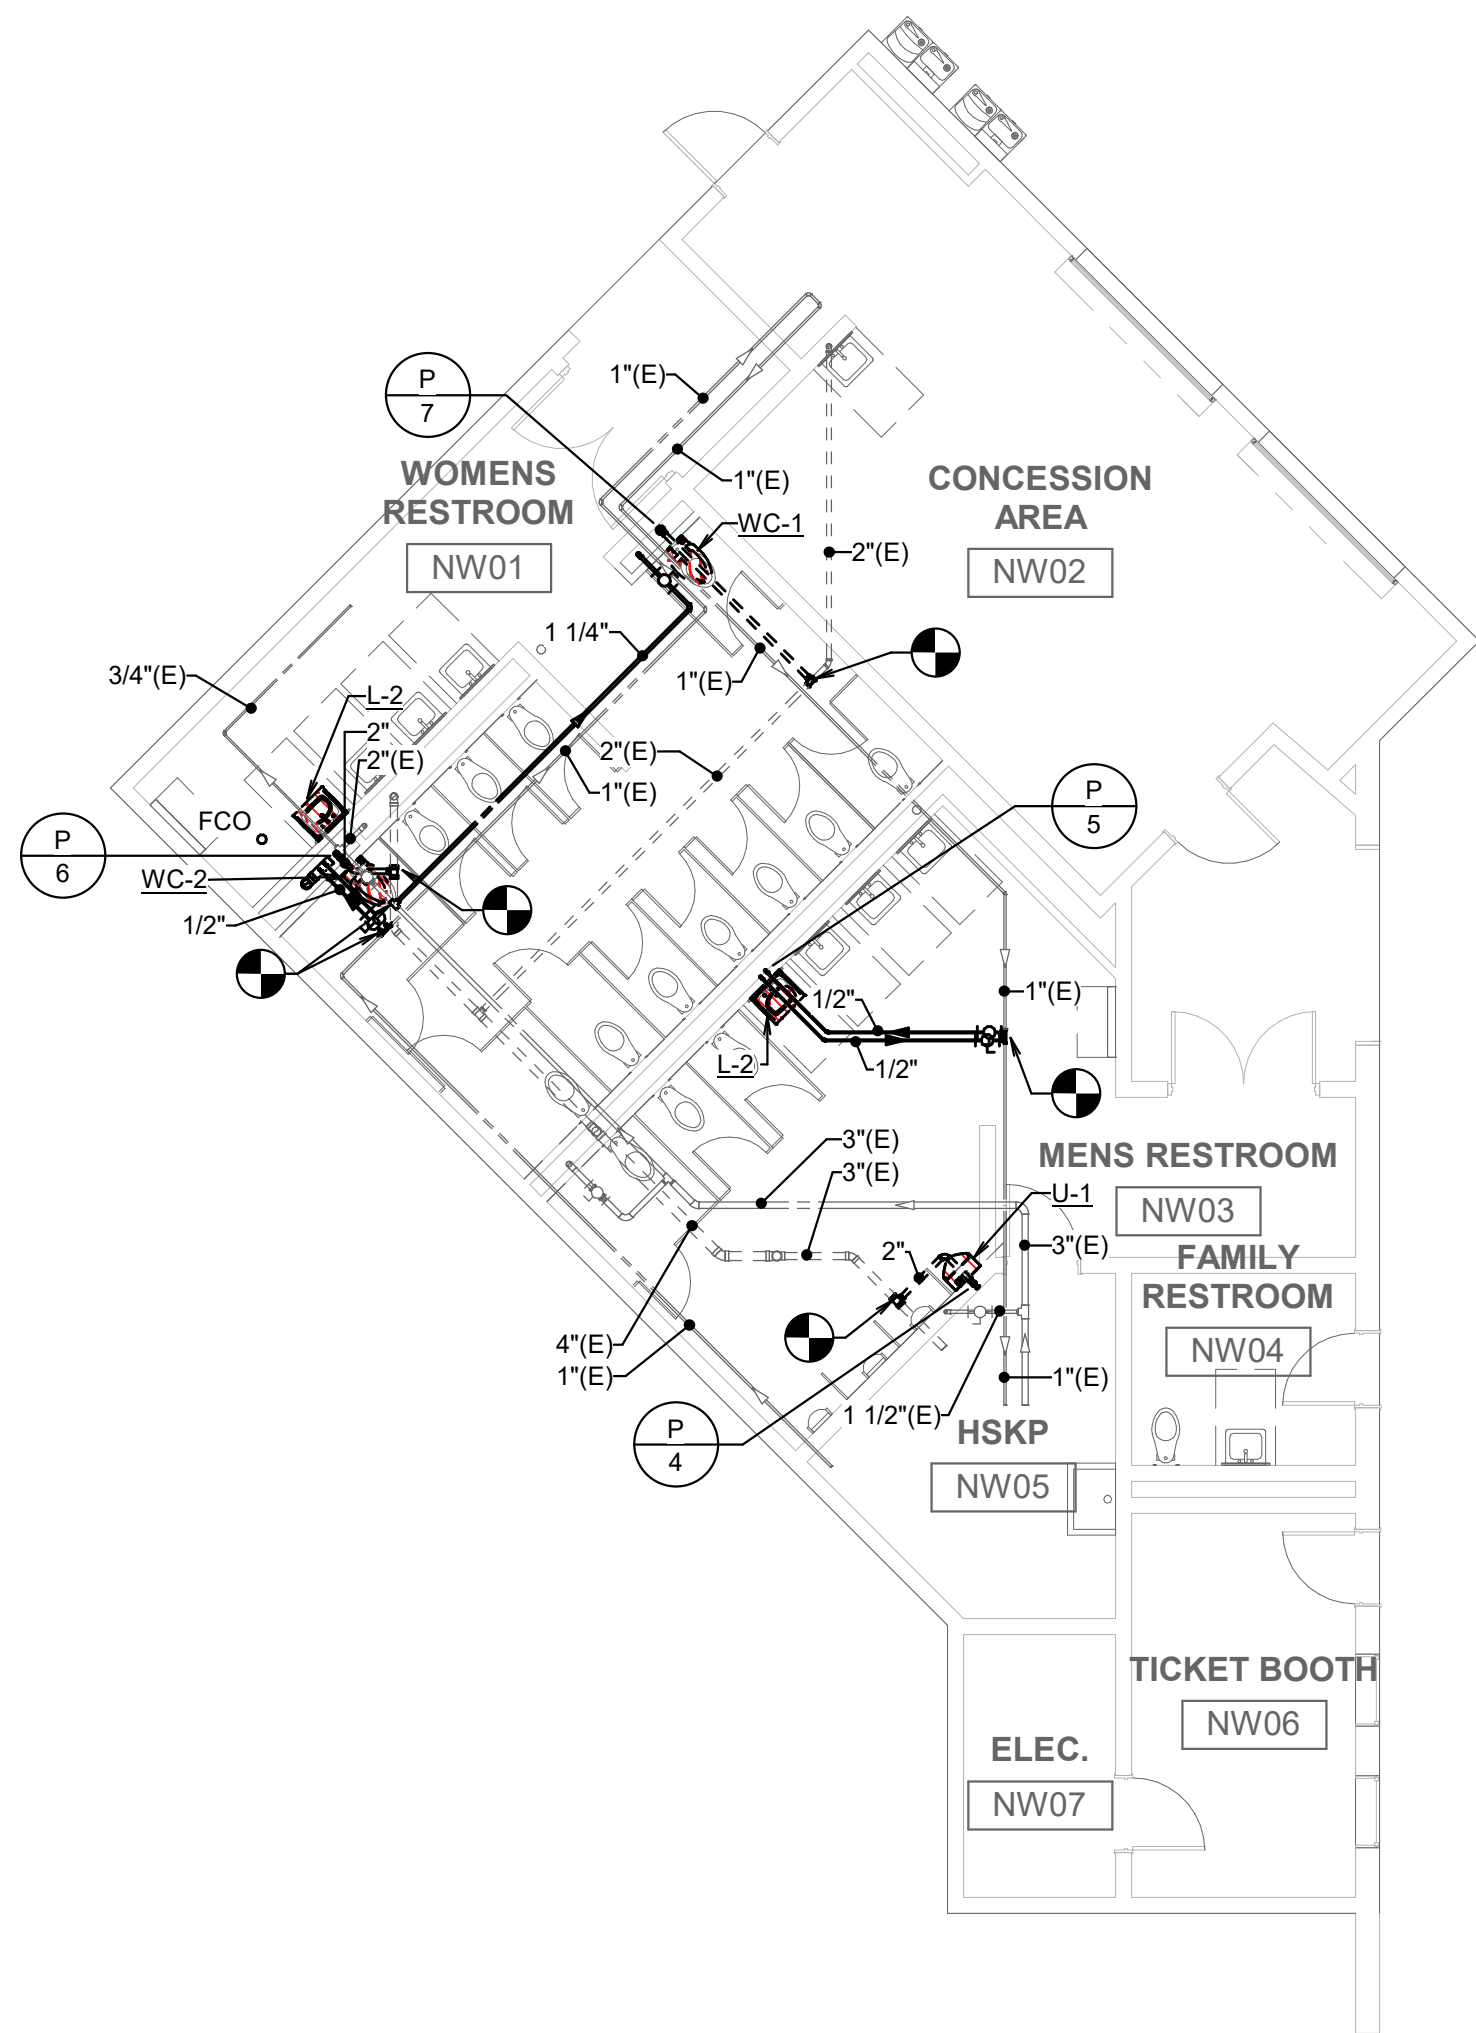 1"(E)
P
7
WOMENS
RESTROOM
NW01
1"(E)
CONCESSION
AREA
NW02
WC-1
2"(E)
1 1/4"
1"(E)
3/4"(E)
L-2
2"
2"(E)
2"(E)
1"(E)
FCO
P
5
P
6
WC-2
1/2"
1"(E)
1/2"
L-2
1/2"
3"(E)
3"(E)
MENS RESTROOM
NW03
U-1
2"
3"(E)
FAMILY
RESTROOM
NW04
4"(E)
1"(E)
1"(E)
1 1/2"(E)
P
4
HSKP
NW05
TICKET BOOTH
NW06
ELEC.
NW07